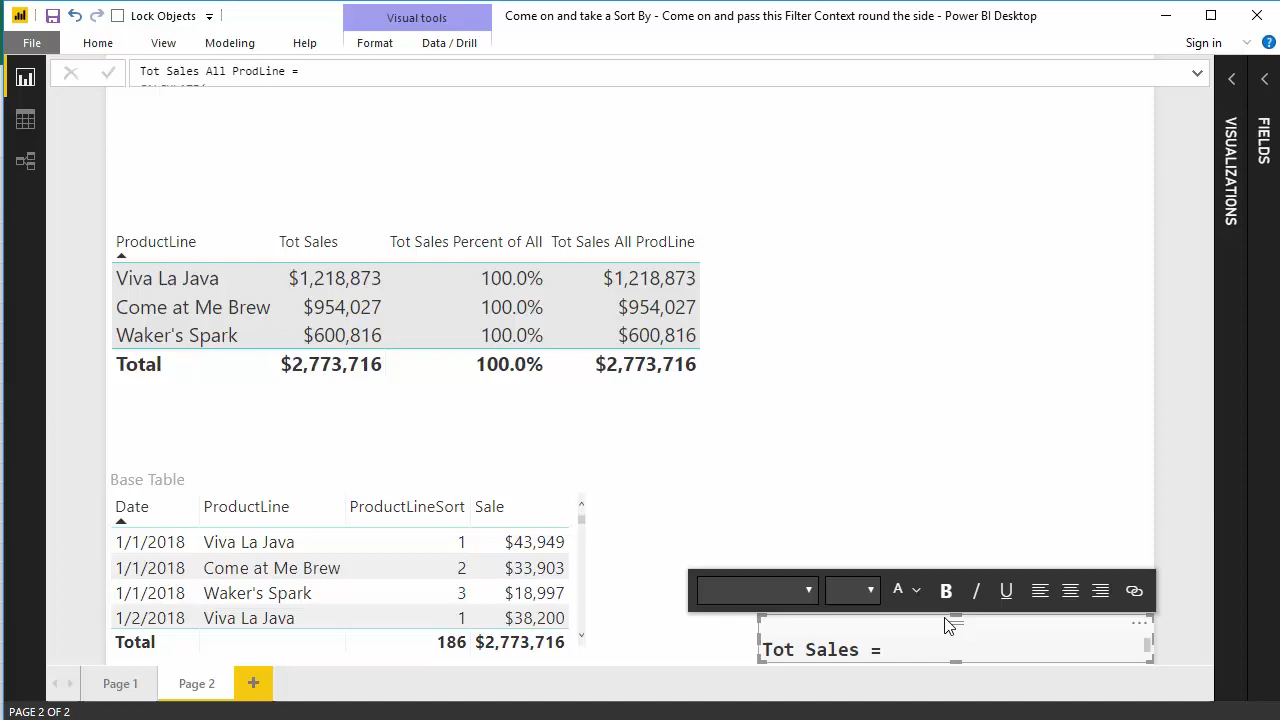 Lock Objects
Visual tools
Come on and take a Sort By - Come on and pass this Filter Context round the side - Power BI Desktop
File Home View Modeling Help Format Data / Drill Sign in
Tot Sales All ProdLine =
VISUALIZATIONS
FIELDS
ProductLine Tot Sales Tot Sales Percent of All Tot Sales All ProdLine
Viva La Java $1,218,873 100.0% $1,218,873
Come at Me Brew $954,027 100.0% $954,027
Waker's Spark $600,816 100.0% $600,816
Total $2,773,716 100.0% $2,773,716
Base Table
Date ProductLine ProductLineSort Sale
1/1/2018 Viva La Java 1 $43,949
1/1/2018 Come at Me Brew 2 $33,903
1/1/2018 Waker's Spark 3 $18,997
1/2/2018 Viva La Java 1 $38,200
Total 186 $2,773,716
A B / U
Tot Sales =
Page 1 Page 2 +
PAGE 2 OF 2